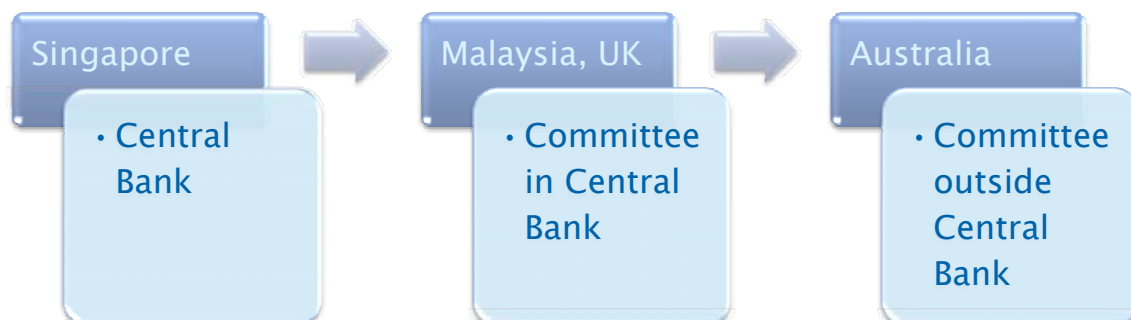 Singapore
• Central
Bank
Malaysia, UK
• Committee
in Central
Bank
Australia
• Committee
outside
Central
Bank